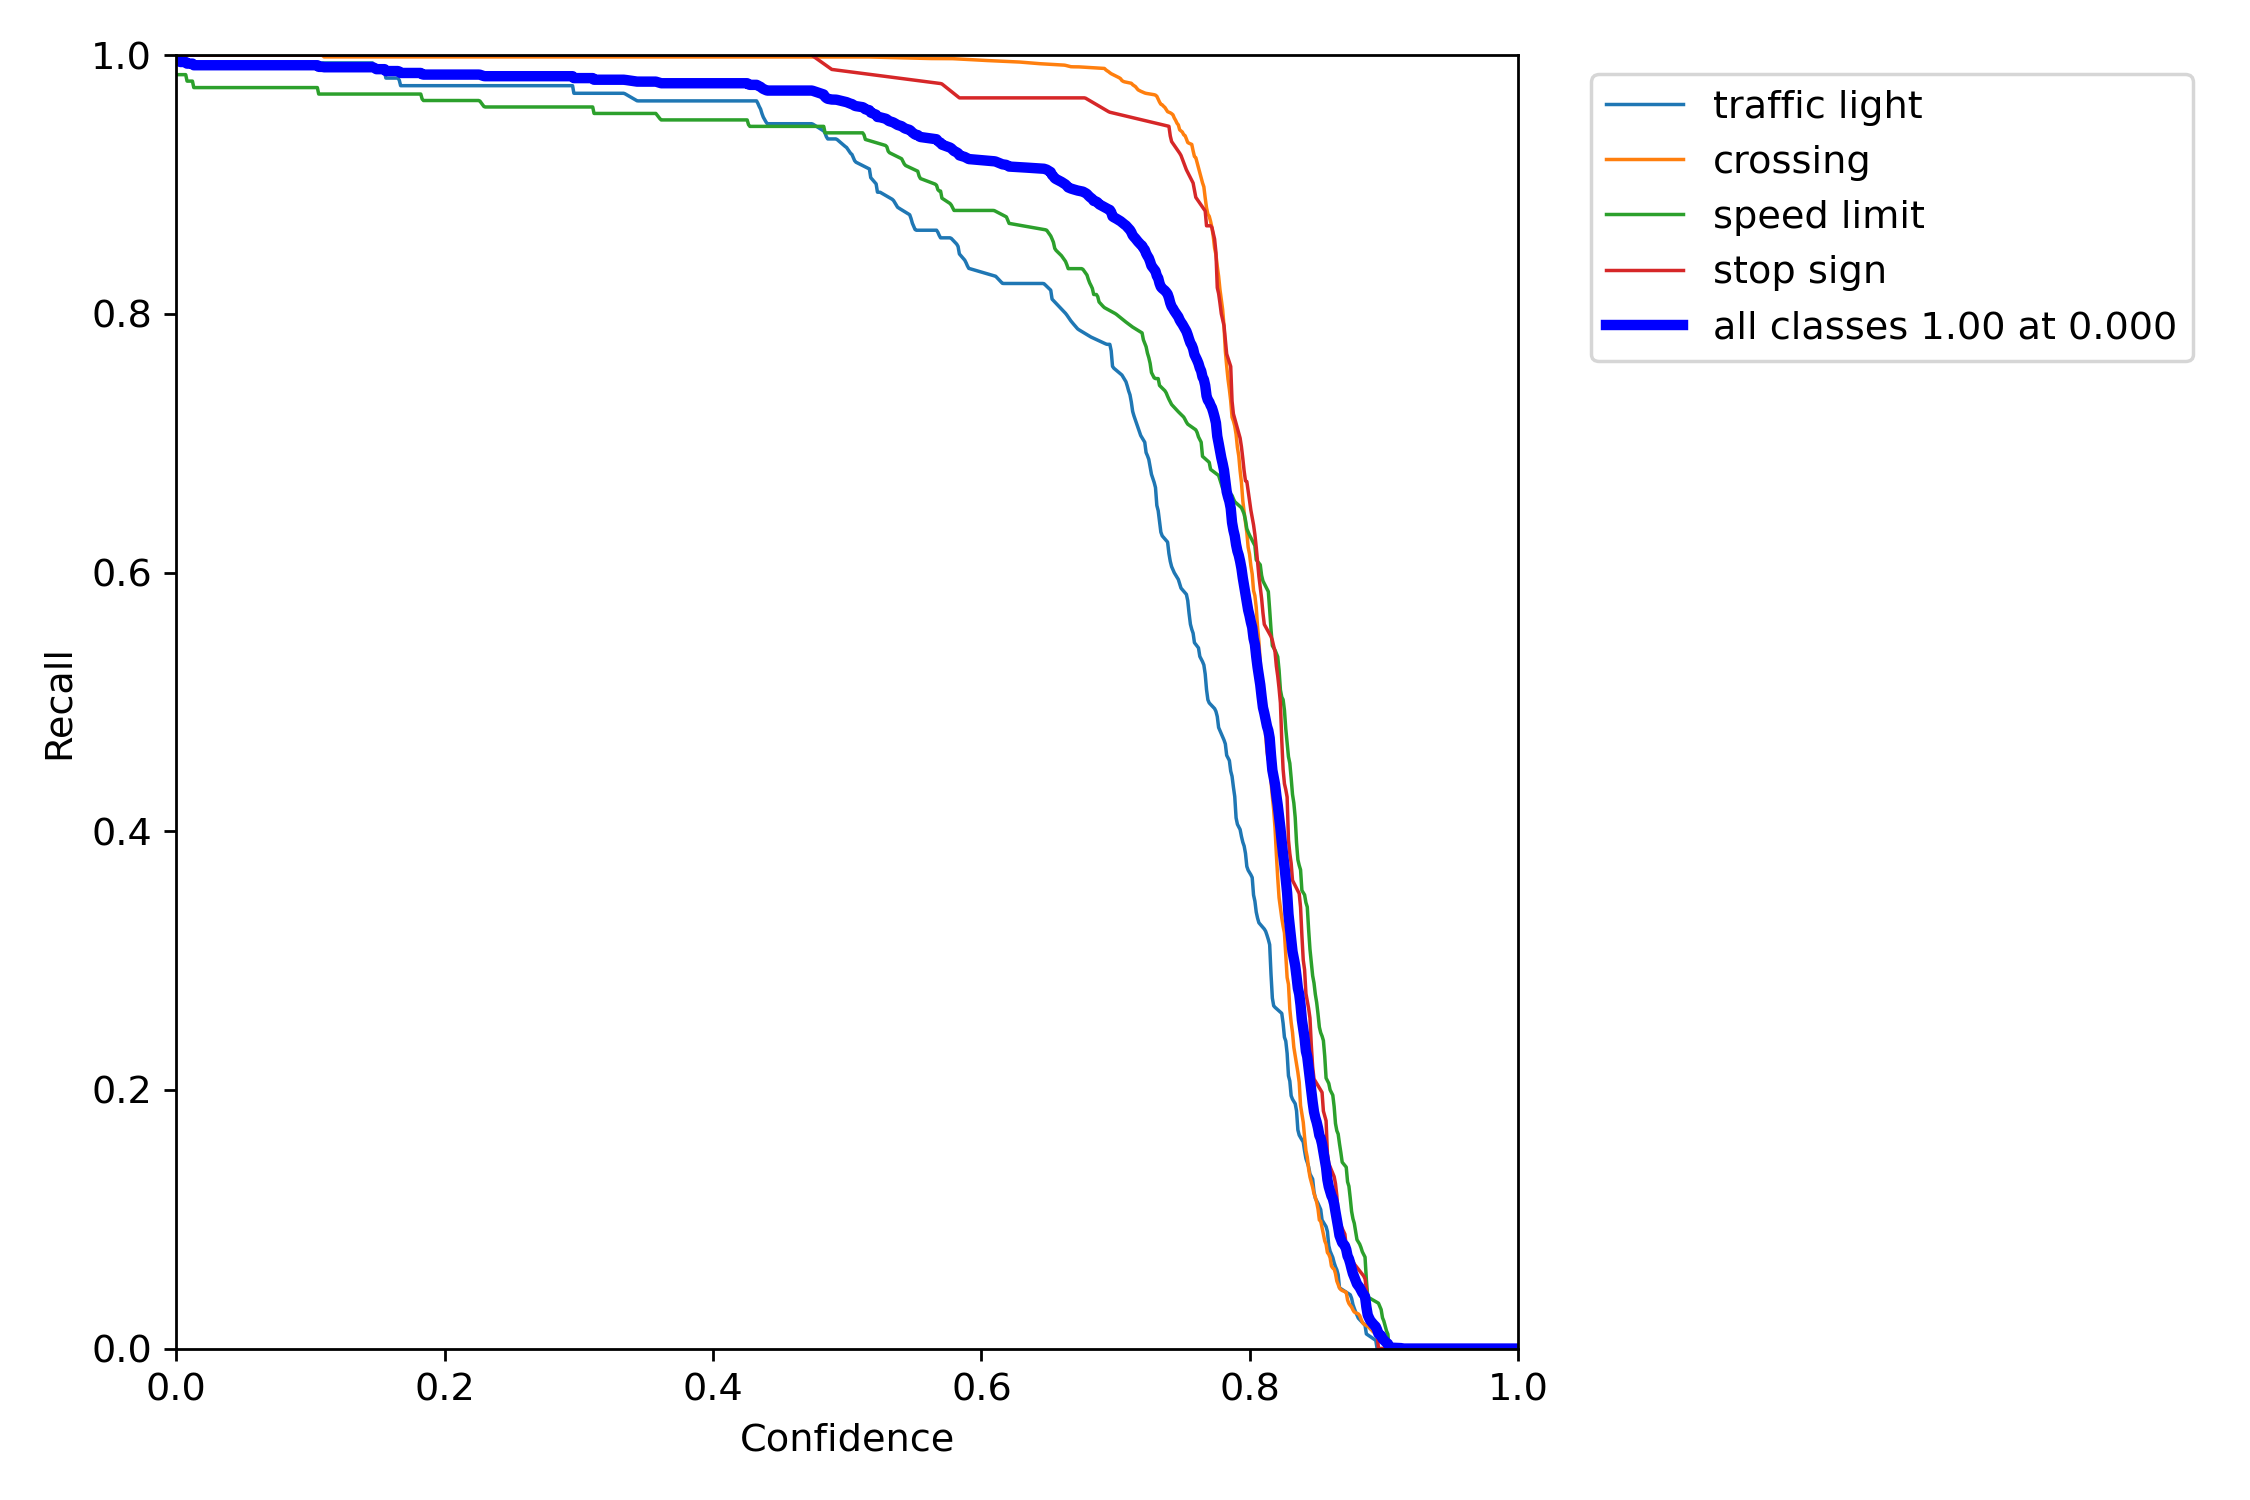 1.0
0.8
0.6
0.4
0.2
0.0
Recall
0.0 0.2 0.4 0.6 0.8 1.0
Confidence
traffic light
crossing
speed limit
stop sign
all classes 1.00 at 0.000